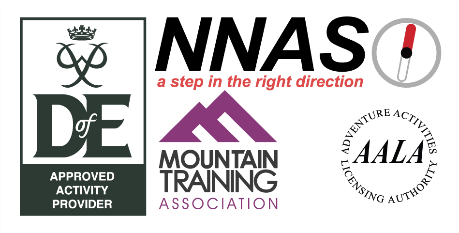 DofE
APPROVED
ACTIVITY
PROVIDER
NNAS
a step in the right direction
MOUNTAIN
TRAINING
ASSOCIATION
ADVENTURE ACTIVITIES
AALA
LICENSING AUTHORITY